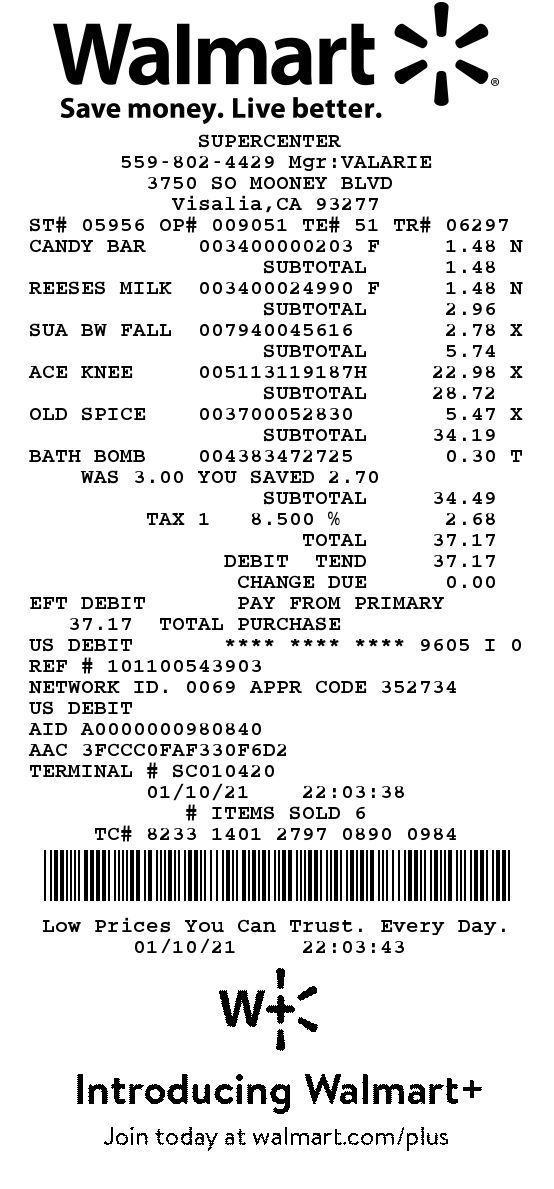 Walmart
®
Save money. Live better.
SUPERCENTER
559-802-4429 Mgr:VALARIE
3750 SO MOONEY BLVD
Visalia,CA 93277
ST# 05956 OP# 009051 TE# 51 TR# 06297
CANDY BAR 003400000203 F 1.48 N
SUBTOTAL 1.48
REESES MILK 003400024990 F 1.48 N
SUBTOTAL 2.96
SUA BW FALL 007940045616 2.78 X
SUBTOTAL 5.74
ACE KNEE 005113119187H 22.98 X
SUBTOTAL 28.72
OLD SPICE 003700052830 5.47 X
SUBTOTAL 34.19
BATH BOMB 004383472725 0.30 T
WAS 3.00 YOU SAVED 2.70
SUBTOTAL 34.49
TAX 1 8.500 % 2.68
TOTAL 37.17
DEBIT TEND 37.17
CHANGE DUE 0.00
EFT DEBIT PAY FROM PRIMARY
37.17 TOTAL PURCHASE
US DEBIT **** **** **** 9605 I 0
REF # 101100543903
NETWORK ID. 0069 APPR CODE 352734
US DEBIT
AID A0000000980840
AAC 3FCCC0FAF330F6D2
TERMINAL # SC010420
01/10/21 22:03:38
# ITEMS SOLD 6
TC# 8233 1401 2797 0890 0984
Low Prices You Can Trust. Every Day.
01/10/21 22:03:43
W+
Introducing Walmart+
Join today at walmart.com/plus